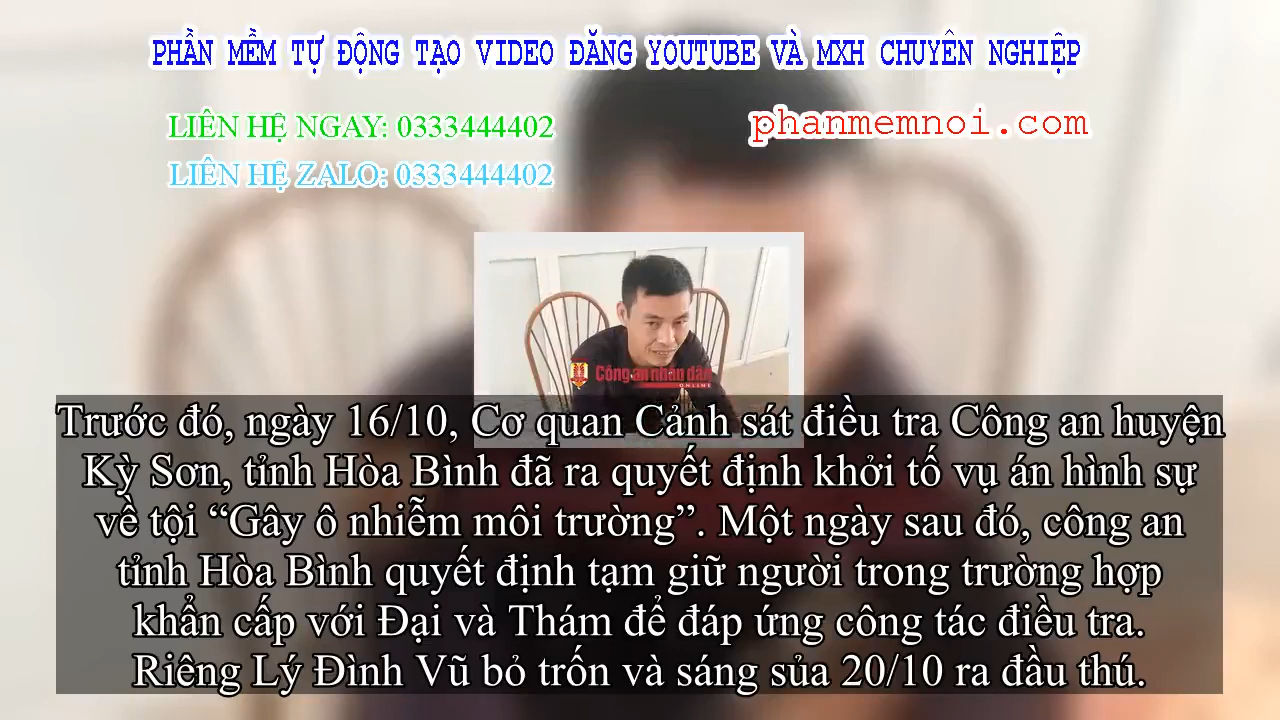 PHẦN MỀM TỰ ĐỘNG TẠO VIDEO ĐĂNG YOUTUBE VÀ MXH CHUYÊN NGHIỆP
LIÊN HỆ NGAY: 0333444402
phanmemnoi.com
LIÊN HỆ ZALO: 0333444402
Công an nhân dân
ONLINE
Trước đó, ngày 16/10, Cơ quan Cảnh sát điều tra Công an huyện
Kỳ Sơn, tỉnh Hòa Bình đã ra quyết định khởi tố vụ án hình sự
về tội “Gây ô nhiễm môi trường”. Một ngày sau đó, công an
tỉnh Hòa Bình quyết định tạm giữ người trong trường hợp
khẩn cấp với Đại và Thám để đáp ứng công tác điều tra.
Riêng Lý Đình Vũ bỏ trốn và sáng sủa 20/10 ra đầu thú.